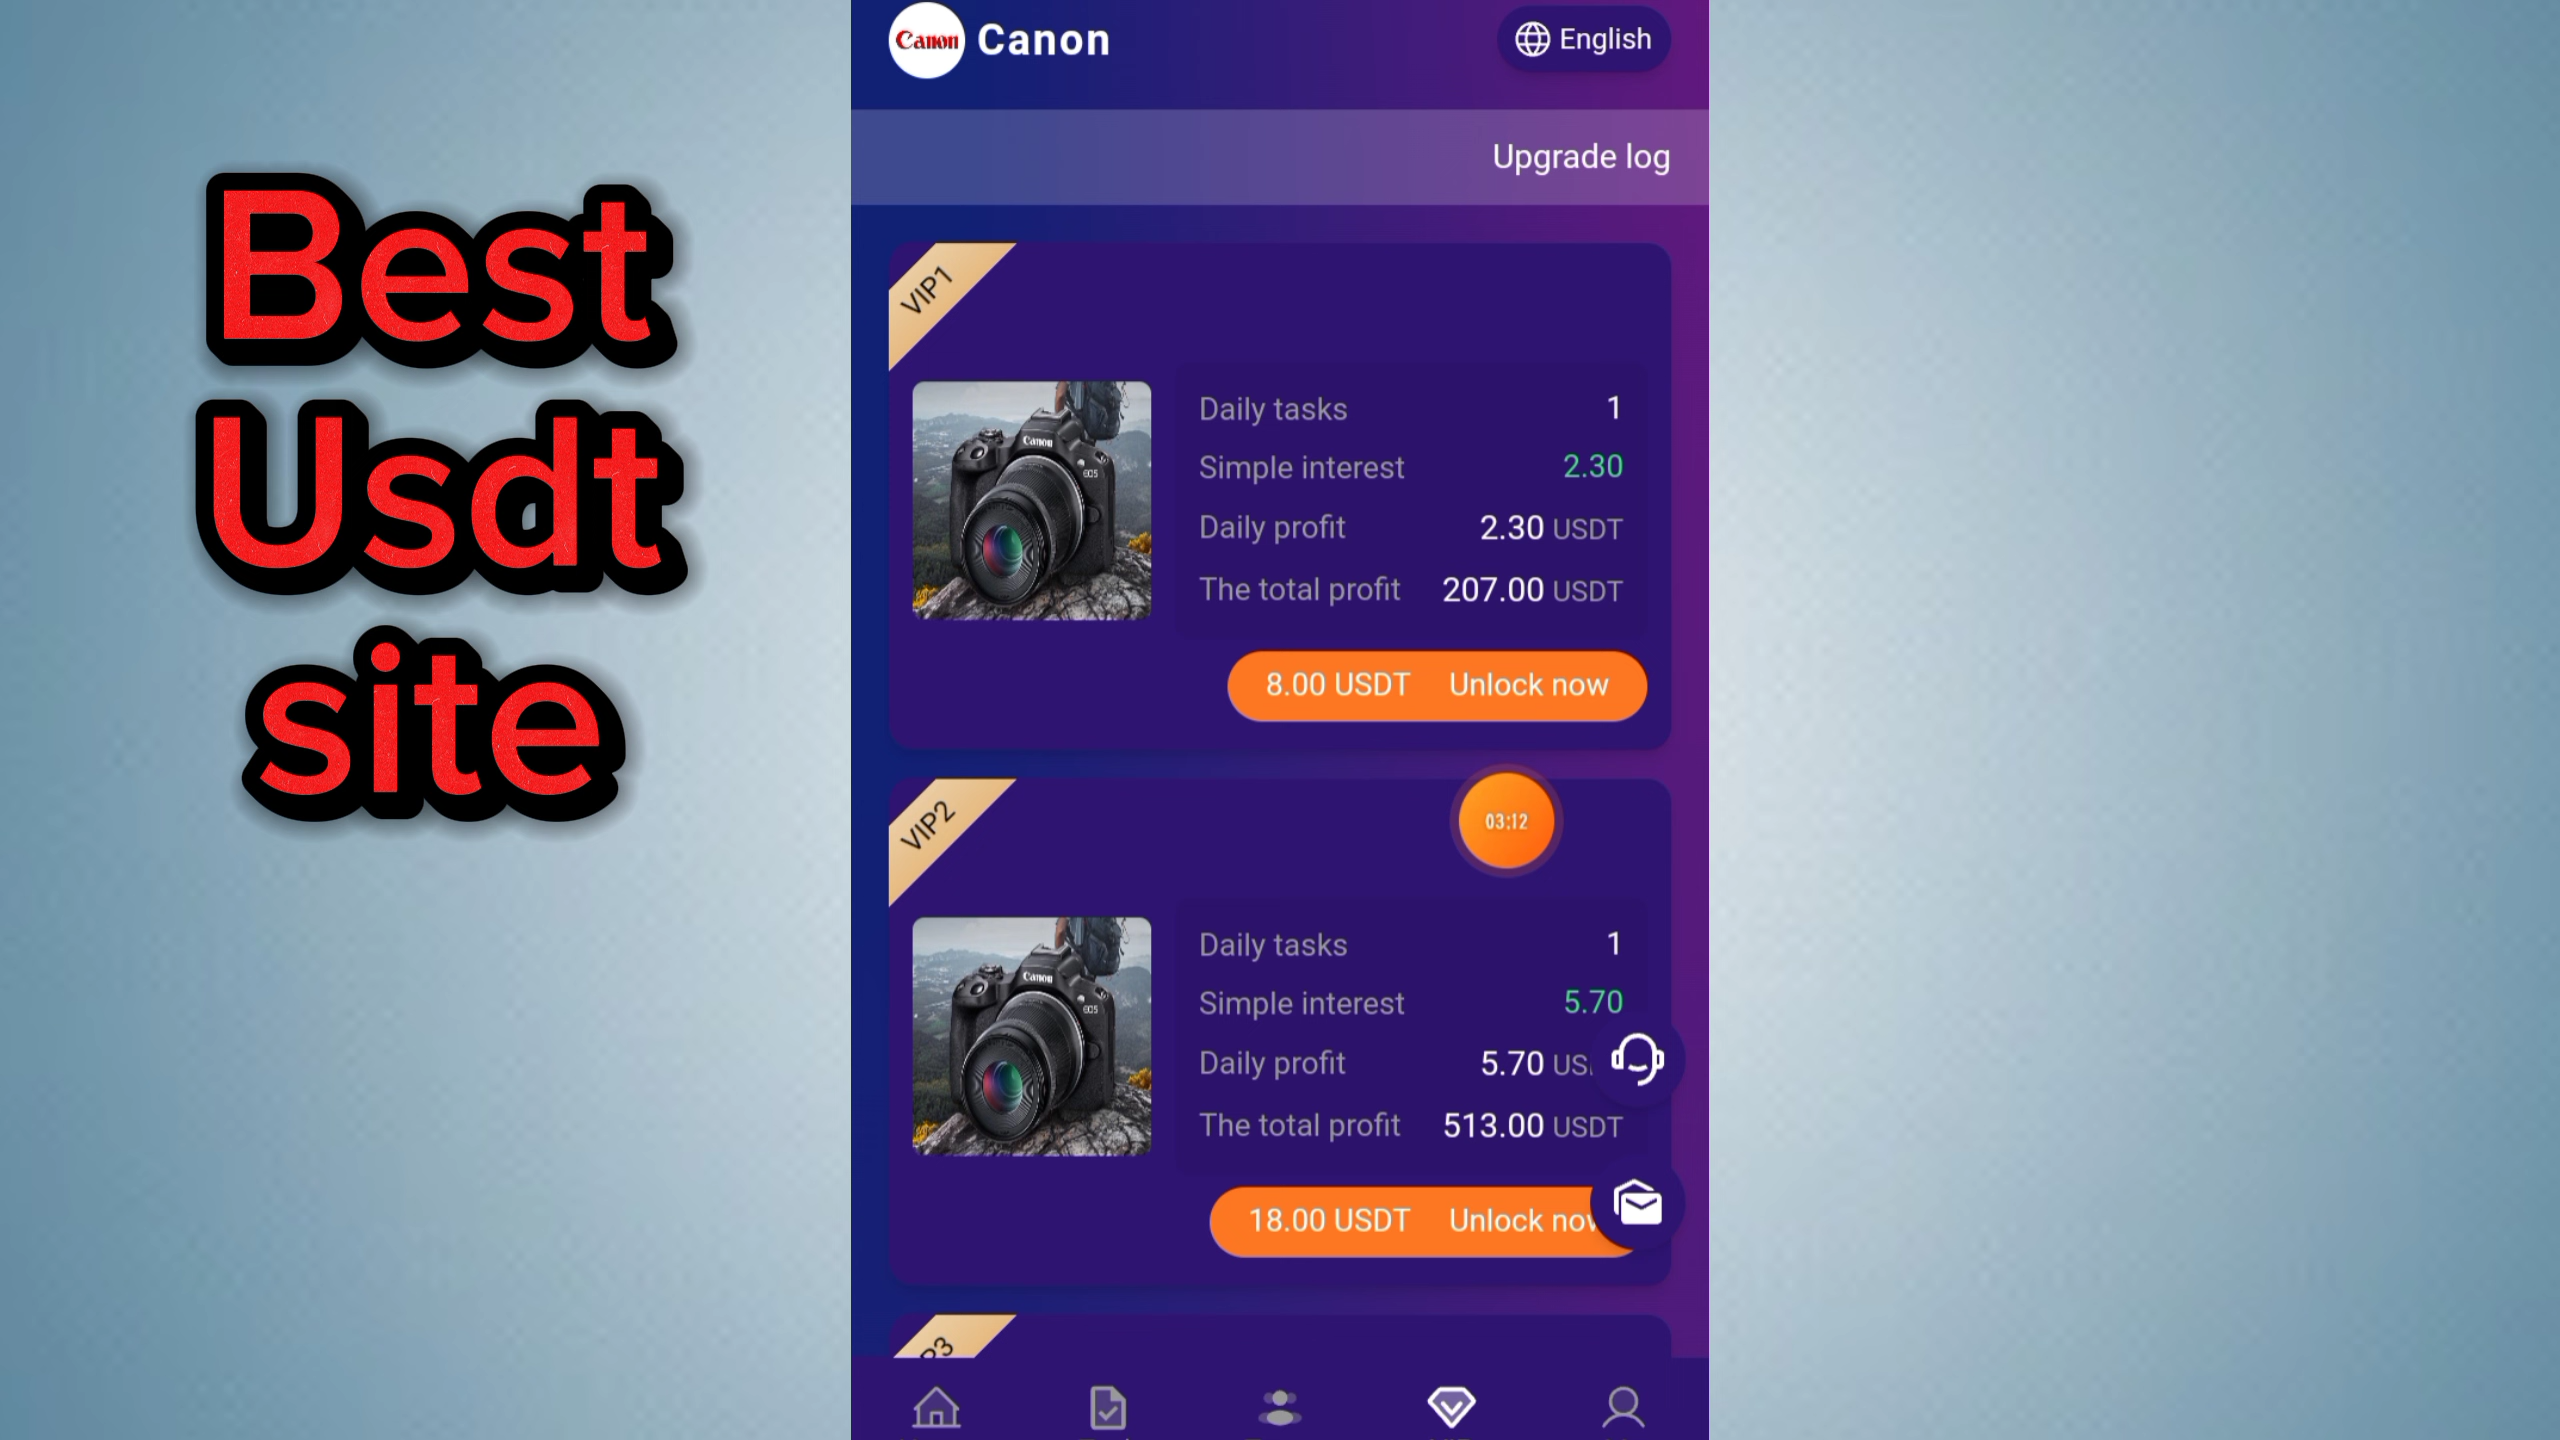 Best
Usdt
site
Canon Canon
English
Upgrade log
VIP1
Canon
EOS
Daily tasks 1
Simple interest 2.30
Daily profit 2.30 USDT
The total profit 207.00 USDT
8.00 USDT Unlock now
VIP2
03:12
Canon
EOS
Daily tasks 1
Simple interest 5.70
Daily profit 5.70
The total profit 513.00 USDT
18.00 USDT Unlock